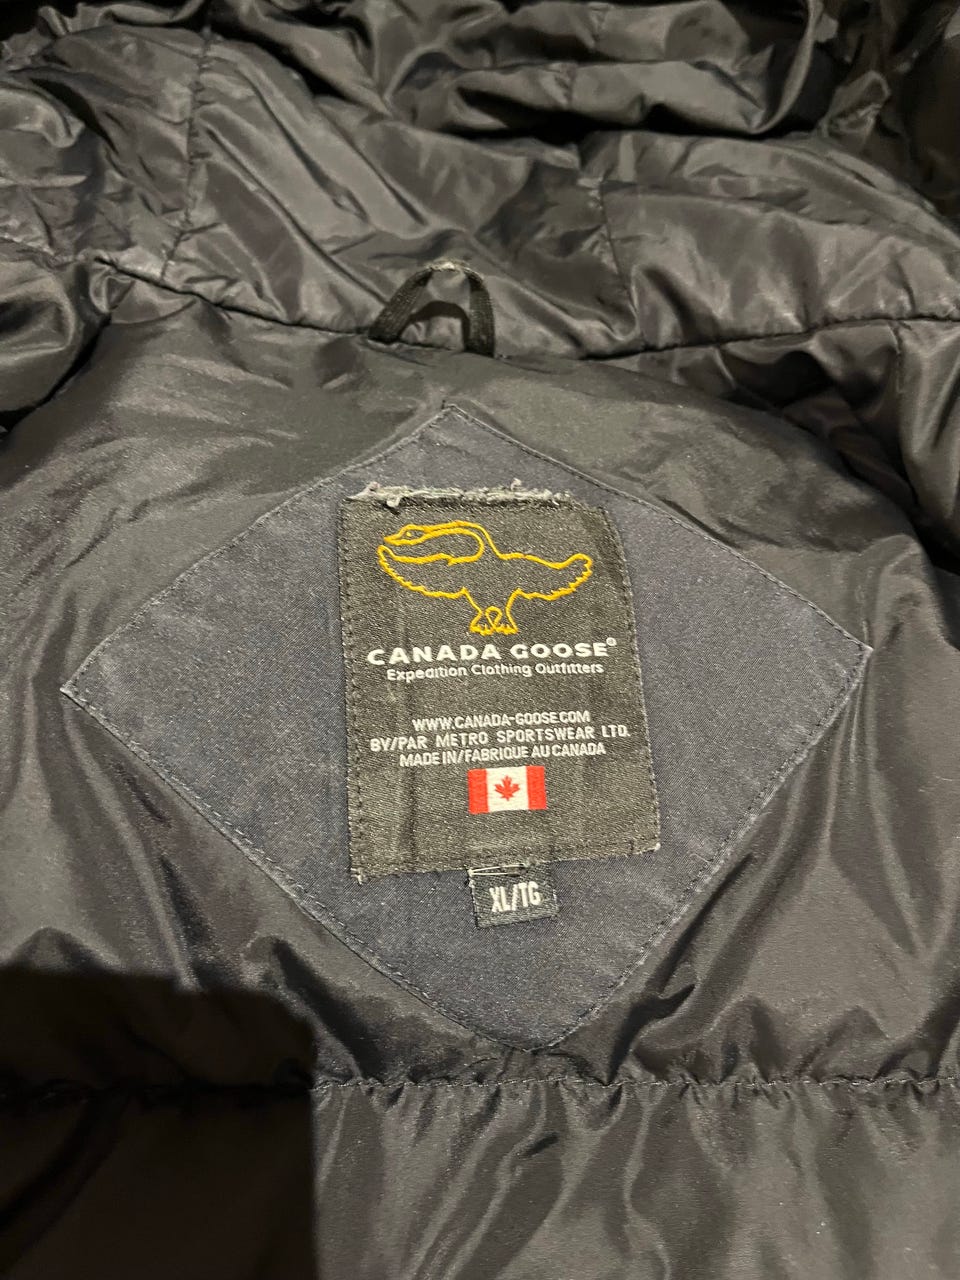 CANADA GOOSE®
Expedition Clothing Outfitters
WWW.CANADA-GOOSE.COM
BY/PAR METRO SPORTSWEAR LTD.
MADE IN/FABRIQUE AU CANADA
XL/TG